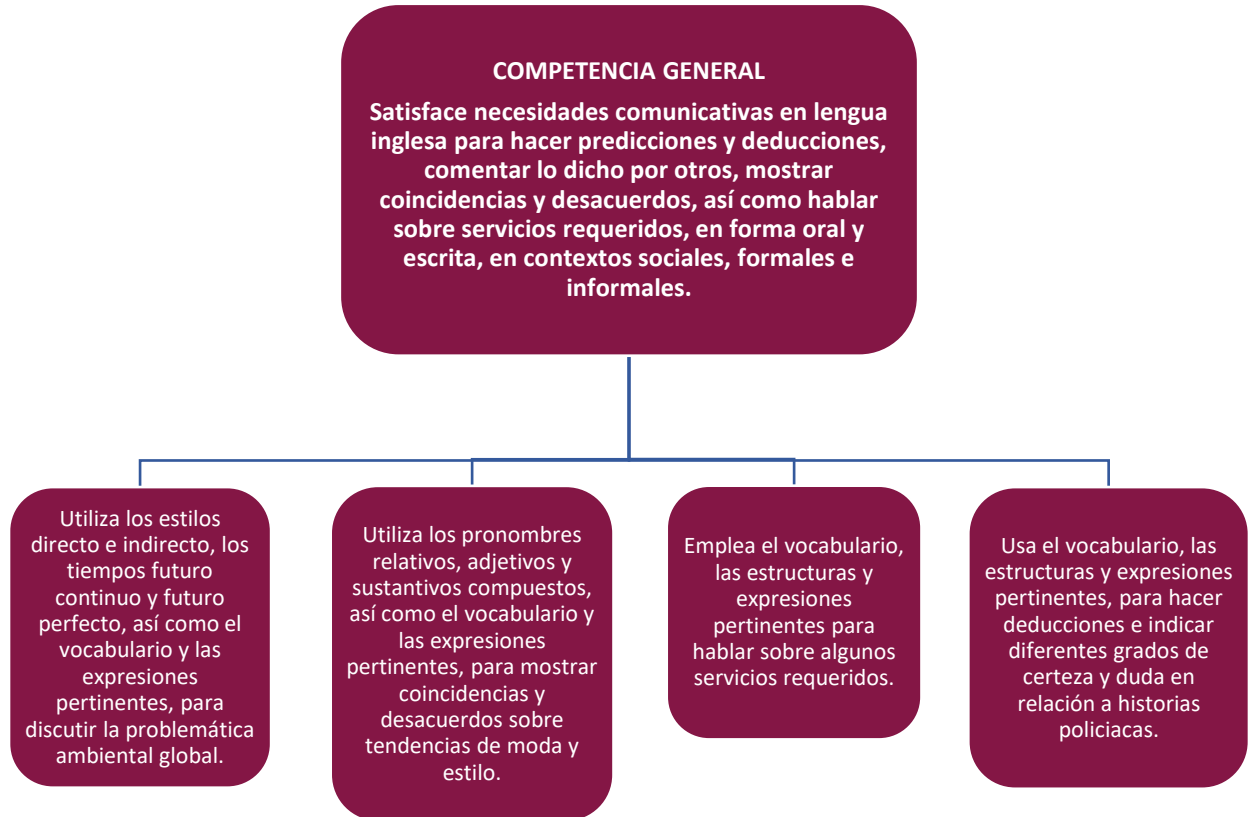 COMPETENCIA GENERAL
Satisface necesidades comunicativas en lengua
inglesa para hacer predicciones y deducciones,
comentar lo dicho por otros, mostrar
coincidencias y desacuerdos, así como hablar
sobre servicios requeridos, en forma oral y
escrita, en contextos sociales, formales e
informales.
Utiliza los estilos
directo e indirecto, los
tiempos futuro
continuo y futuro
perfecto, así como el
vocabulario y las
expresiones
pertinentes, para
discutir la problemática
ambiental global.
Utiliza los pronombres
relativos, adjetivos y
sustantivos compuestos,
así como el vocabulario y
las expresiones
pertinentes, para mostrar
coincidencias y
desacuerdos sobre
tendencias de moda y
estilo.
Emplea el vocabulario,
las estructuras y
expresiones
pertinentes para
hablar sobre algunos
servicios requeridos.
Usa el vocabulario, las
estructuras y expresiones
pertinentes, para hacer
deducciones e indicar
diferentes grados de
certeza y duda en
relación a historias
policiacas.